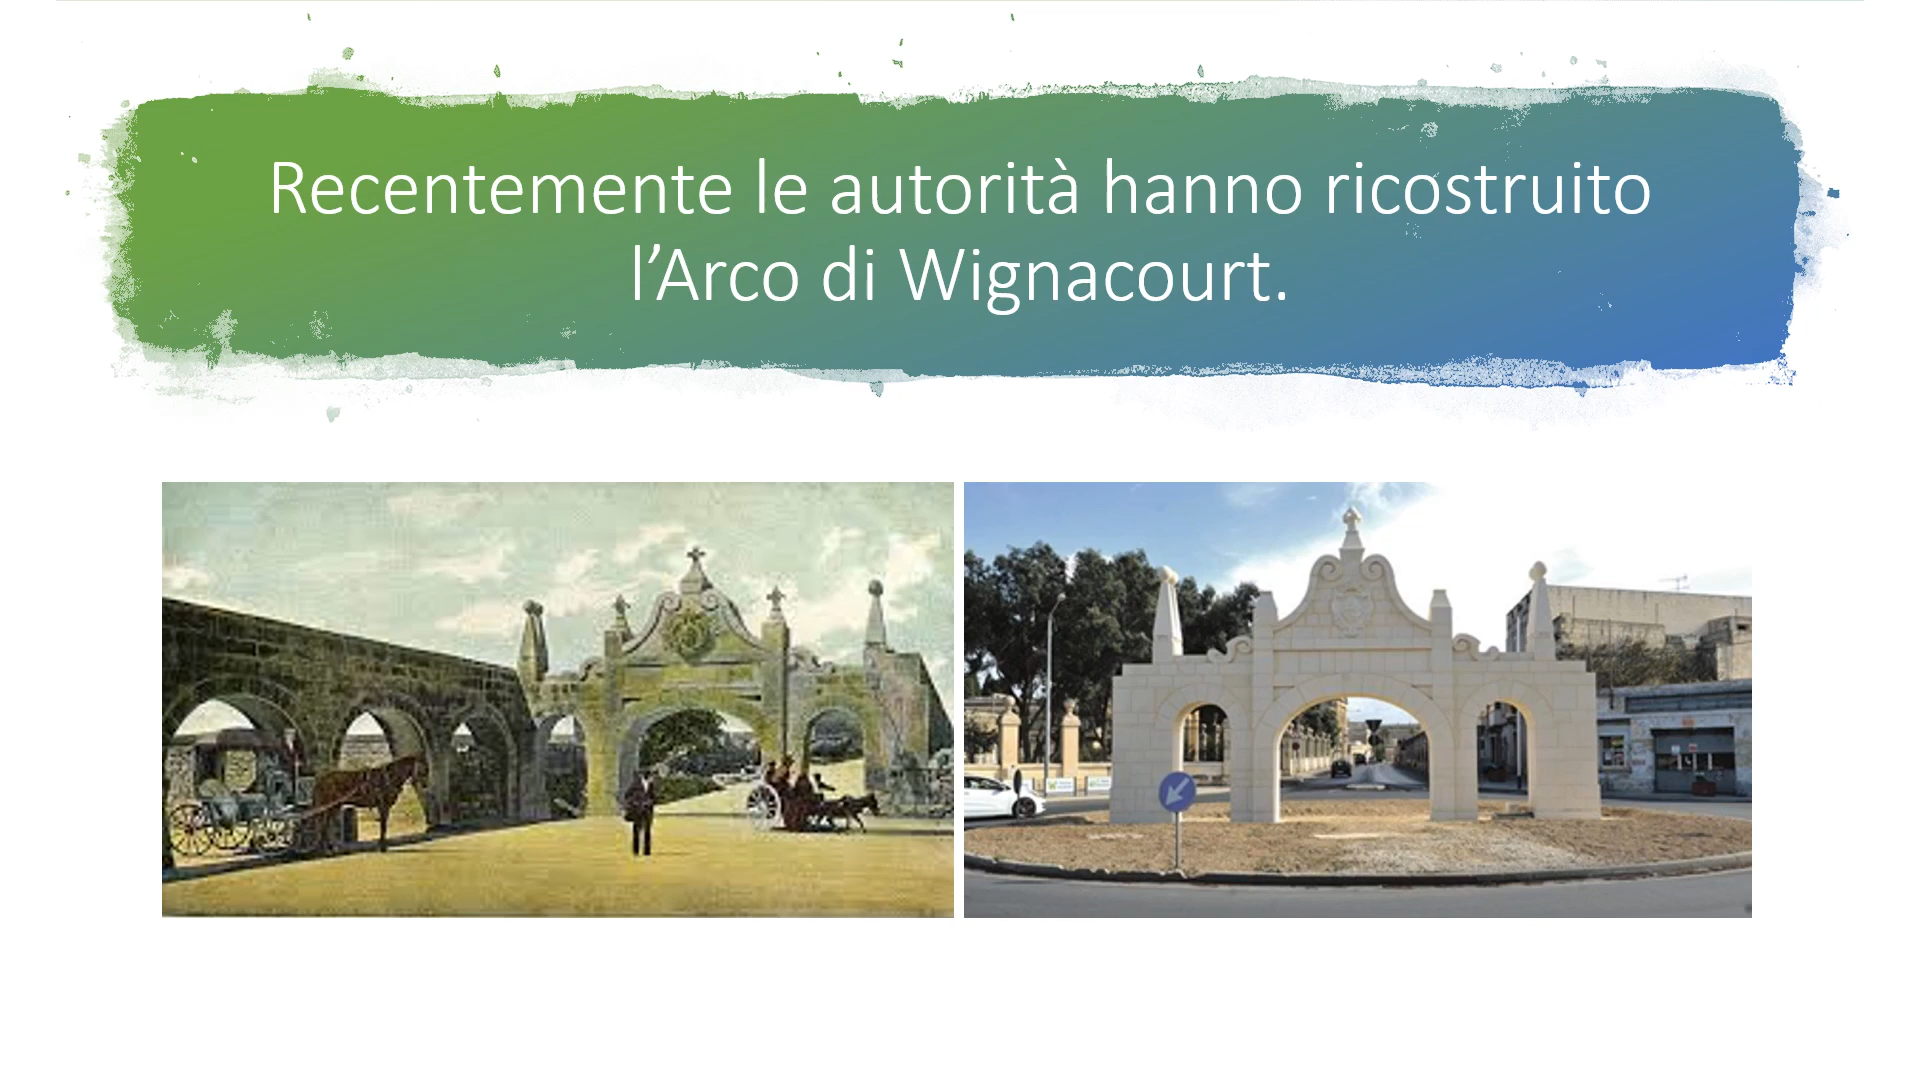 Recentemente le autorità hanno ricostruito
l’Arco di Wignacourt.